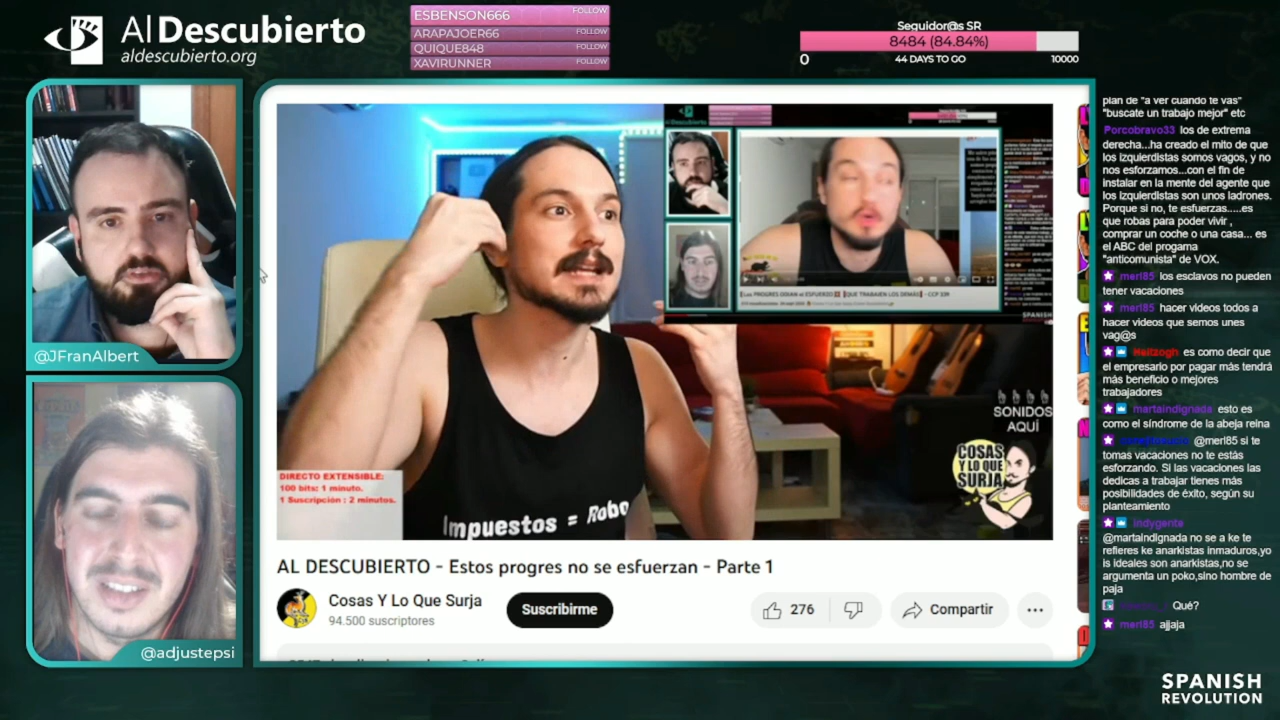 Al Descubierto
aldescubierto.org
ESBENSON666 FOLLOW
ARAPAJOER66 FOLLOW
QUIQUE848 FOLLOW
XAVIRUNNER FOLLOW
Seguidor@s SR
8484 (84.84%)
0 44 DAYS TO GO 10000
@JFranAlbert
@adjustepsi
DIRECTO EXTENSIBLE:
100 bits: 1 minuto.
1 Suscripción : 2 minutos.
Impuestos = Robo
SONIDOS
AQUÍ
COSAS
Y LO QUE
SURJA
SPANISH
AL DESCUBIERTO - Estos progres no se esfuerzan - Parte 1
Cosas Y Lo Que Surja
94.500 suscriptores
Suscribirme
276
Compartir
plan de "a ver cuando te vas"
"buscate un trabajo mejor" etc
Porcobravo33 los de extrema
derecha...ha creado el mito de que
los izquierdistas somos vagos, y no
nos esforzamos...con el fin de
instalar en la mente del agente que
los izquierdistas son unos ladrones.
Porque si no, te esfuerzas.....es
que robas para poder vivir ,
comprar un coche o una casa... es
el ABC del progama
"anticomunista" de VOX.
merl85 los esclavos no pueden
tener vacaciones
merl85 hacer videos todos a
hacer videos que semos unes
vag@s
Heitzogh es como decir que
el empresarlo por pagar más tendrá
más beneficio o mejores
trabajadores
martaindignada esto es
como el síndrome de la abeja reina
@merl85 si te
tomas vacaciones no te estás
esforzando. Si las vacaciones las
dedicas a trabajar tienes más
posibilidades de éxito, según su
planteamiento
indygente
@martaindignada no se a ke te
refieres ke anarkistas inmaduros,yo
is ideales son anarkistas,no se
argumenta un poko,sino hombre de
paja
Qué?
merl85 ajjaja
SPANISH
REVOLUTION